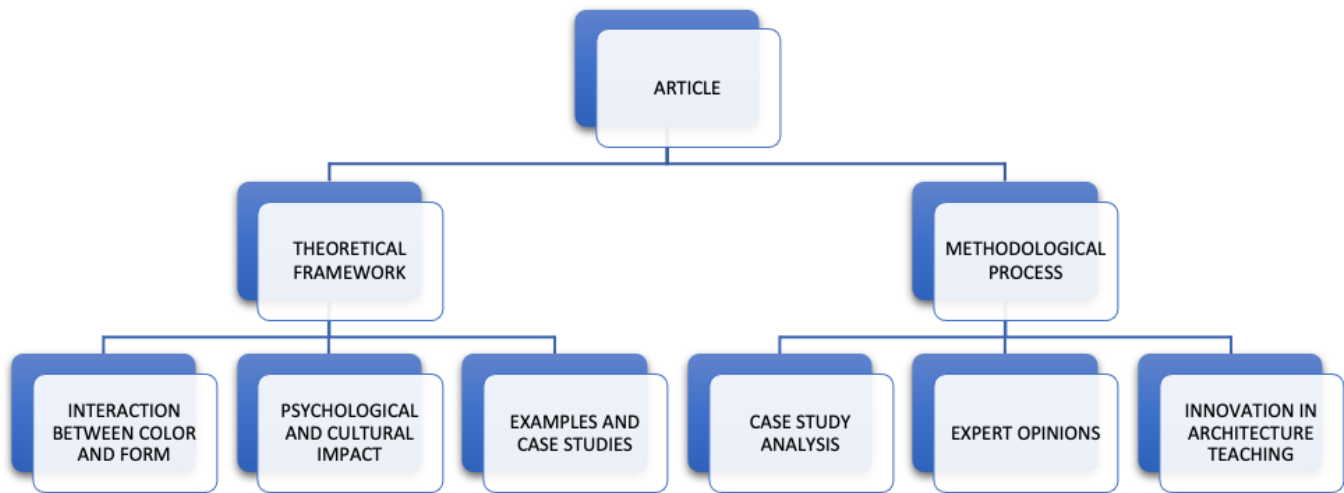 ARTICLE
THEORETICAL
FRAMEWORK
METHODOLOGICAL
PROCESS
INTERACTION
BETWEEN COLOR
AND FORM
PSYCHOLOGICAL
AND CULTURAL
IMPACT
EXAMPLES AND
CASE STUDIES
CASE STUDY
ANALYSIS
EXPERT OPINIONS
INNOVATION IN
ARCHITECTURE
TEACHING